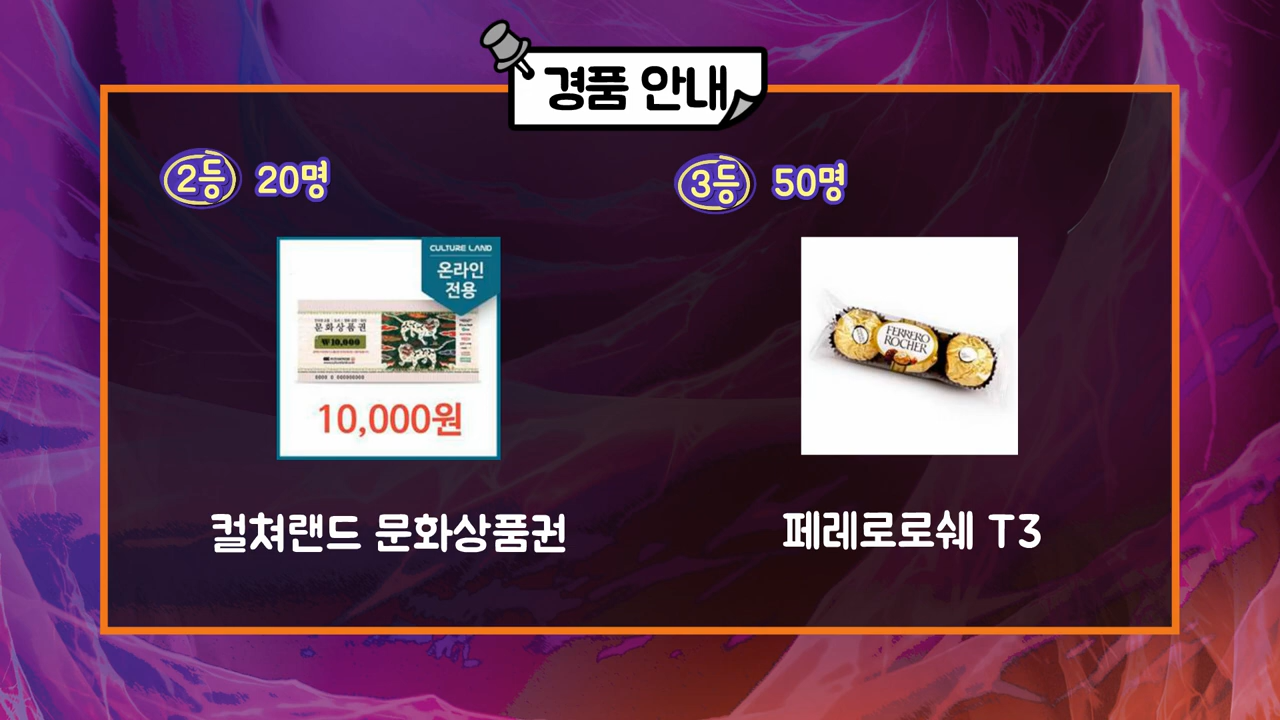 경품 안내
2등 20명
3등 50명
CULTURE LAND
온라인
전용
문화상품권
₩10,000
10,000원
FERRERO
ROCHER
컬쳐랜드 문화상품권
페레로로쉐 T3